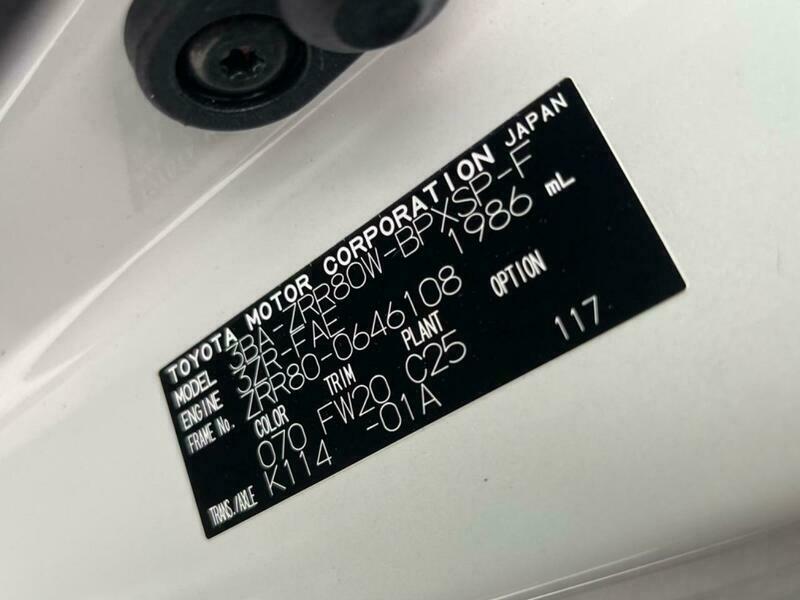 TOYOTA MOTOR CORPORATION JAPAN
MODEL 3BA-ZRR80W-BPXSP-F
ENGINE 3ZR-FAE 1986 mL
FRAME No. ZRR80-0646108
COLOR TRIM PLANT OPTION
070 FW20 C25 117
TRANS./AXLE K114 -01A